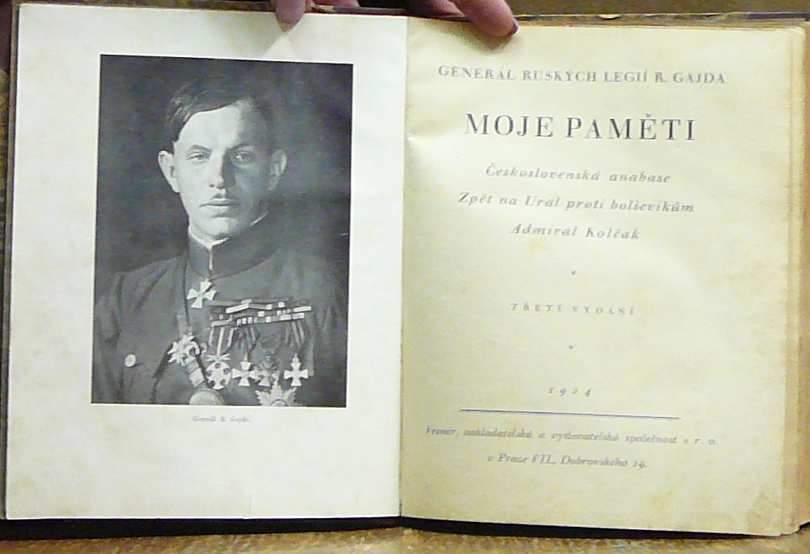 Generál R. Gajda.
GENERÁL RUSKÝCH LEGIÍ R. GAJDA
MOJE PAMĚTI
Československá anabase
Zpět na Urál proti bolševikům
Admirál Kolčak
TŘETÍ VYDÁNÍ
1924
Vesmír, nakladatelská a vydavatelská společnost s r. o.
v Praze VII., Dobrovského 19.